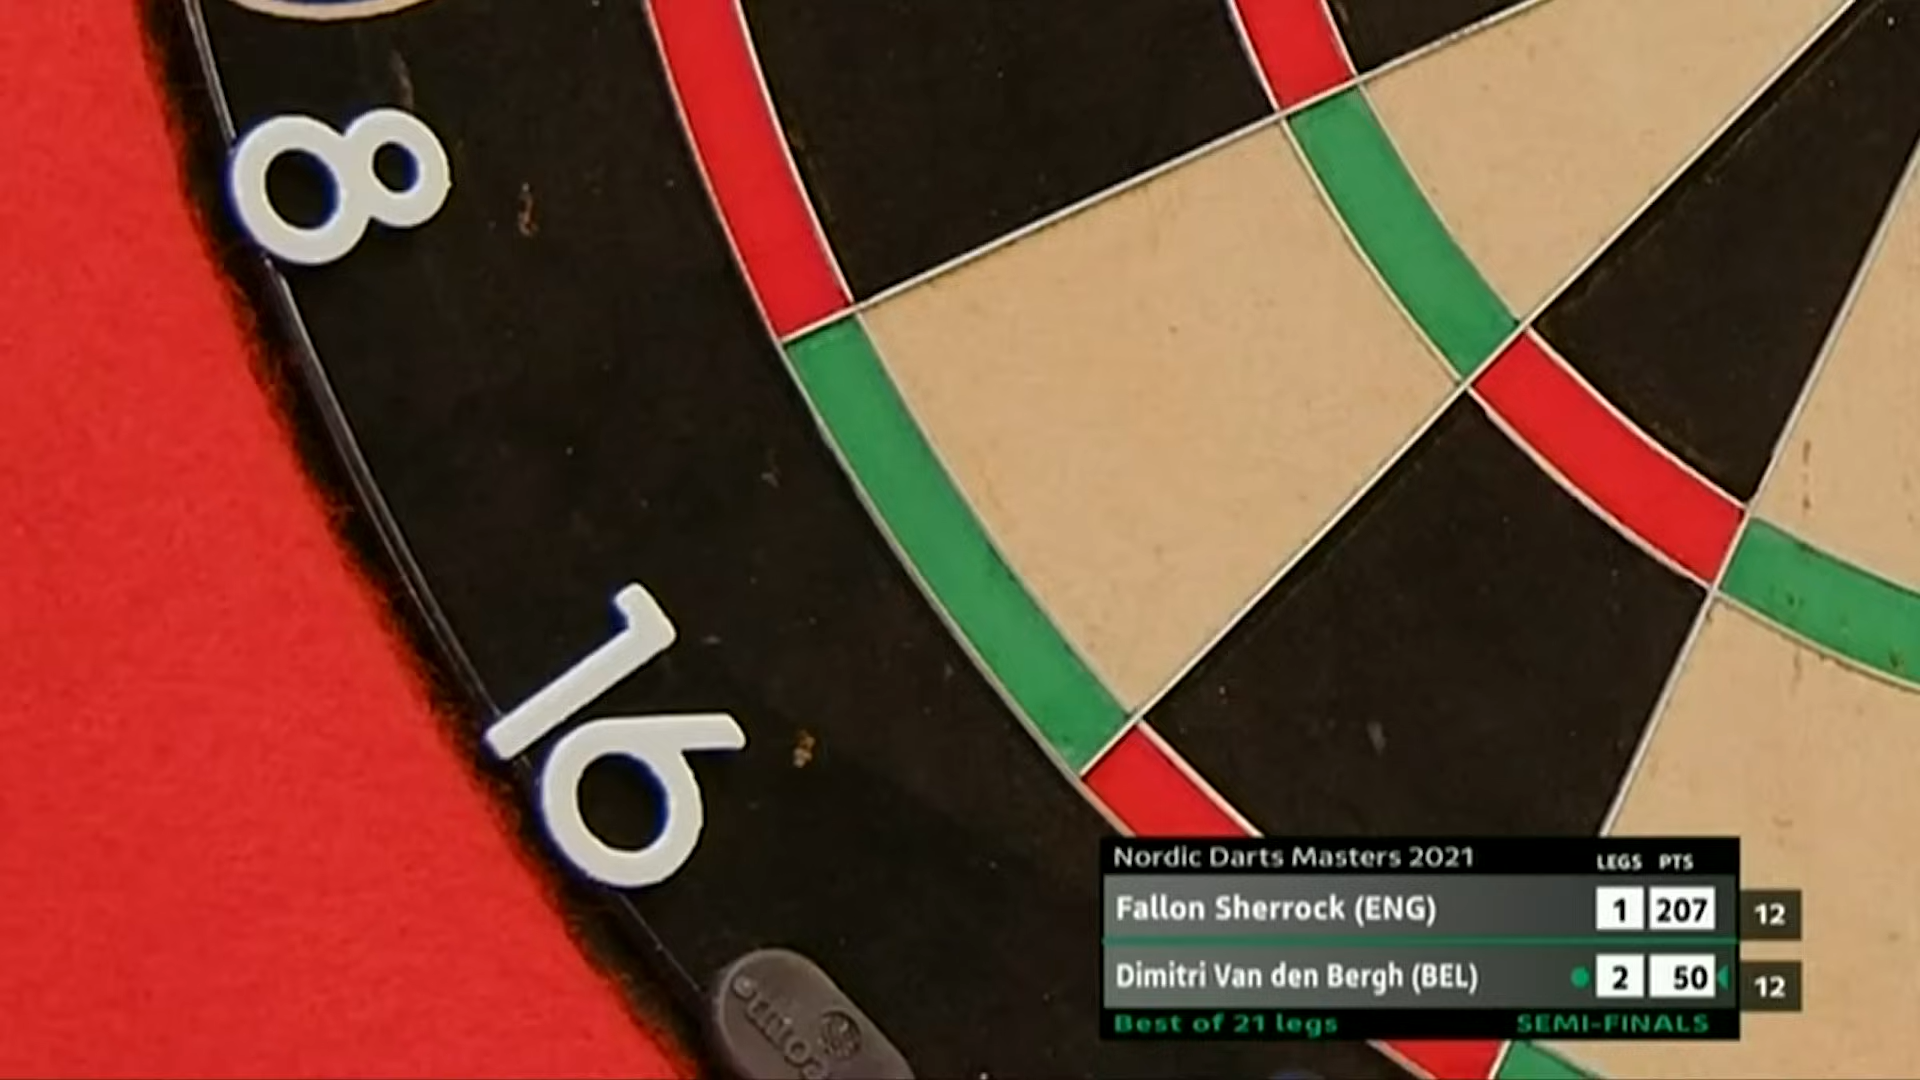 8
16
Nordic Darts Masters 2021 LEGS PTS
Fallon Sherrock (ENG) 1 207 12
Dimitri Van den Bergh (BEL) 2 50 12
Best of 21 legs SEMI-FINALS